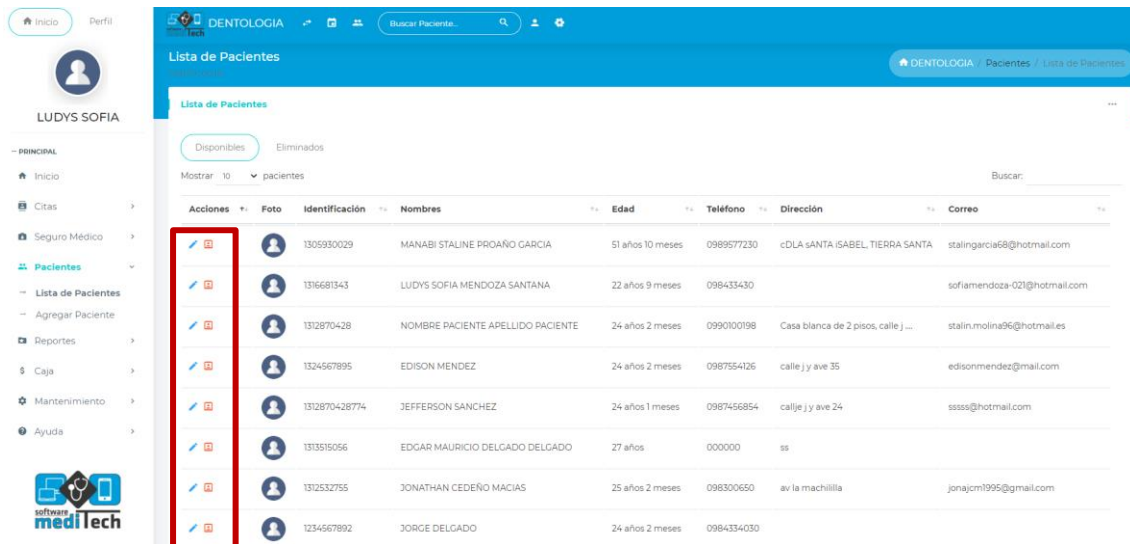 Inicio Perfil
software mediTech DENTOLOGIA Buscar Paciente..
Lista de Pacientes
DENTOLOGIA / Pacientes / Lista de Pacientes
LUDYS SOFIA
Lista de Pacientes
— PRINCIPAL
Inicio
Citas
Seguro Médico
Pacientes
Lista de Pacientes
Agregar Paciente
Reportes
Caja
Mantenimiento
Ayuda
software mediTech
Disponibles Eliminados
Mostrar 10 pacientes Buscar:
Acciones Foto Identificación Nombres Edad Teléfono Dirección Correo
1305930029 MANABI STALINE PROAÑO GARCIA 51 años 10 meses 0989577230 cDLA sANTA iSABEL, TIERRA SANTA stalingarcia68@hotmail.com
1316681343 LUDYS SOFIA MENDOZA SANTANA 22 años 9 meses 098433430 sofiamendoza-021@hotmail.com
1312870428 NOMBRE PACIENTE APELLIDO PACIENTE 24 años 2 meses 0990100198 Casa blanca de 2 pisos, calle j .... stalin.molina96@hotmail.es
1324567895 EDISON MENDEZ 24 años 2 meses 0987554126 calle j y ave 35 edisonmendez@mail.com
1312870428774 JEFFERSON SANCHEZ 24 años 1 meses 0987456854 callje j y ave 24 sssss@hotmail.com
1313515056 EDGAR MAURICIO DELGADO DELGADO 27 años 000000 ss
1312532755 JONATHAN CEDEÑO MACIAS 25 años 2 meses 098300650 av la machililla jonajcm1995@gmail.com
1234567892 JORGE DELGADO 24 años 2 meses 0984334030